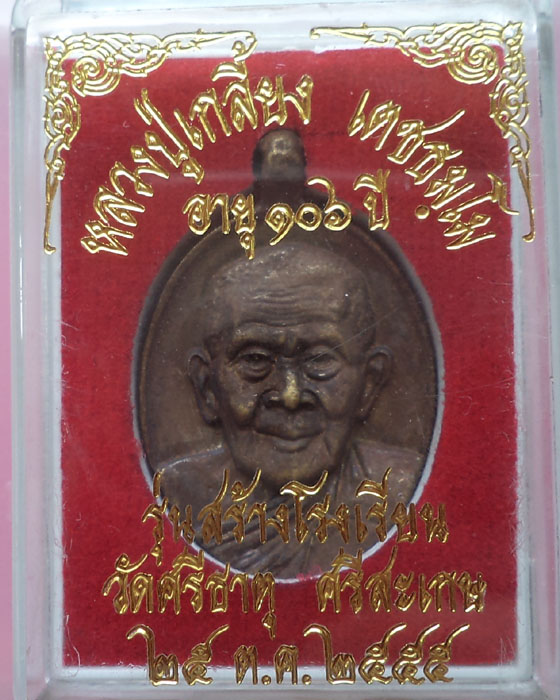 หลวงปู่เกลี้ยง เตชธมฺโม
อายุ ๑๐๖ ปี
รุ่นสร้างโรงเรียน
วัดศรีธาตุ ศรีสะเกษ
๒๕ ต.ค. ๒๕๕๕